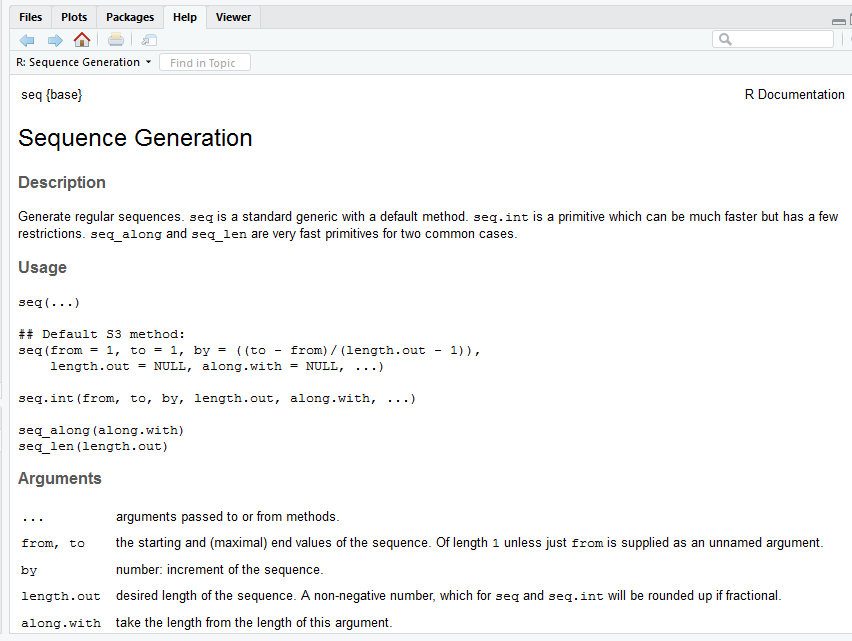 Files Plots Packages Help Viewer
R: Sequence Generation Find in Topic
seq {base} R Documentation
Sequence Generation
Description
Generate regular sequences. seq is a standard generic with a default method. seq.int is a primitive which can be much faster but has a few
restrictions. seq_along and seq_len are very fast primitives for two common cases.
Usage
seq(...)
## Default S3 method:
seq(from = 1, to = 1, by = ((to - from)/(length.out - 1)),
    length.out = NULL, along.with = NULL, ...)
seq.int(from, to, by, length.out, along.with, ...)
seq_along(along.with)
seq_len(length.out)
Arguments
... arguments passed to or from methods.
from, to the starting and (maximal) end values of the sequence. Of length 1 unless just from is supplied as an unnamed argument.
by number: increment of the sequence.
length.out desired length of the sequence. A non-negative number, which for seq and seq.int will be rounded up if fractional.
along.with take the length from the length of this argument.